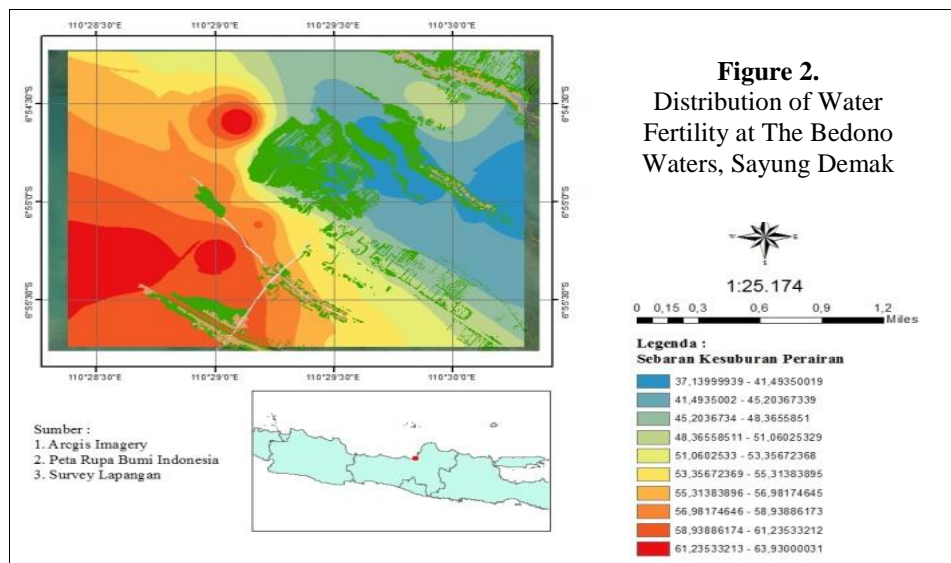 110°28'30"E 110°29'0"E 110°29'30"E 110°30'0"E
6°54'30"S 6°54'30"S
6°55'0"S 6°55'0"S
6°55'30"S 6°55'30"S
110°28'30"E 110°29'0"E 110°29'30"E 110°30'0"E
Sumber :
1. Arcgis Imagery
2. Peta Rupa Bumi Indonesia
3. Survey Lapangan
Figure 2.
Distribution of Water
Fertility at The Bedono
Waters, Sayung Demak
N
W E
S
1:25.174
0 0,15 0,3 0,6 0,9 1,2
Miles
Legenda :
Sebaran Kesuburan Perairan
37,13999939 - 41,49350019
41,4935002 - 45,20367339
45,2036734 - 48,3655851
48,36558511 - 51,06025329
51,0602533 - 53,35672368
53,35672369 - 55,31383895
55,31383896 - 56,98174645
56,98174646 - 58,93886173
58,93886174 - 61,23533212
61,23533213 - 63,93000031